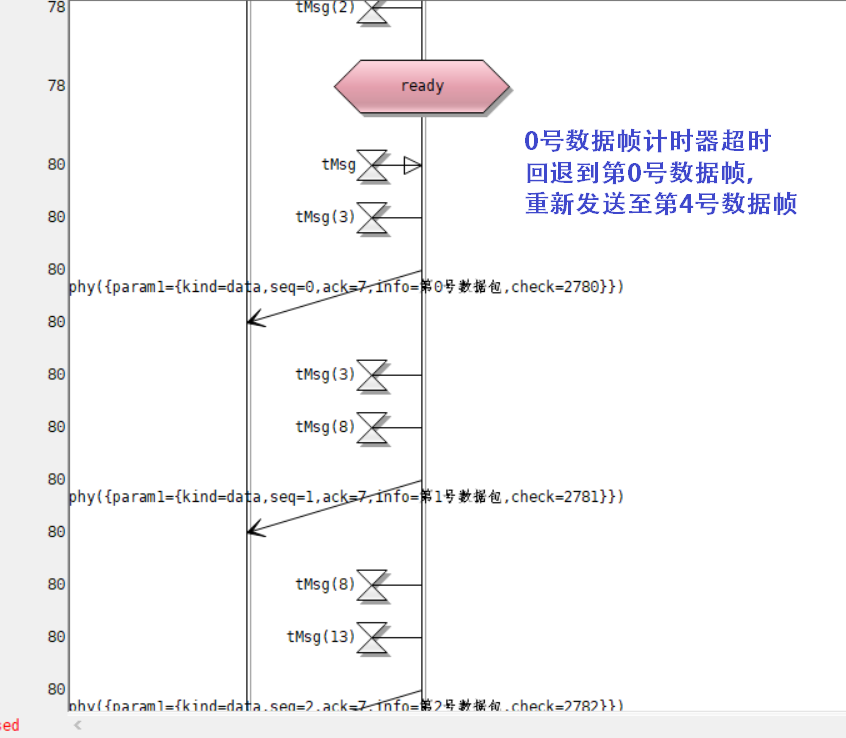 78 tMsg(2)
78 ready
80 tMsg
0号数据帧计时器超时
回退到第0号数据帧,
重新发送至第4号数据帧
80 tMsg(3)
80
phy({param1={kind=data,seq=0,ack=7,info=第0号数据包,check=2780}})
80
80 tMsg(3)
80 tMsg(8)
80
phy({param1={kind=data,seq=1,ack=7,info=第1号数据包,check=2781}})
80
80 tMsg(8)
80 tMsg(13)
80
phy({param1={kind=data,seq=2,ack=7,info=第2号数据包,check=2782}})
sed